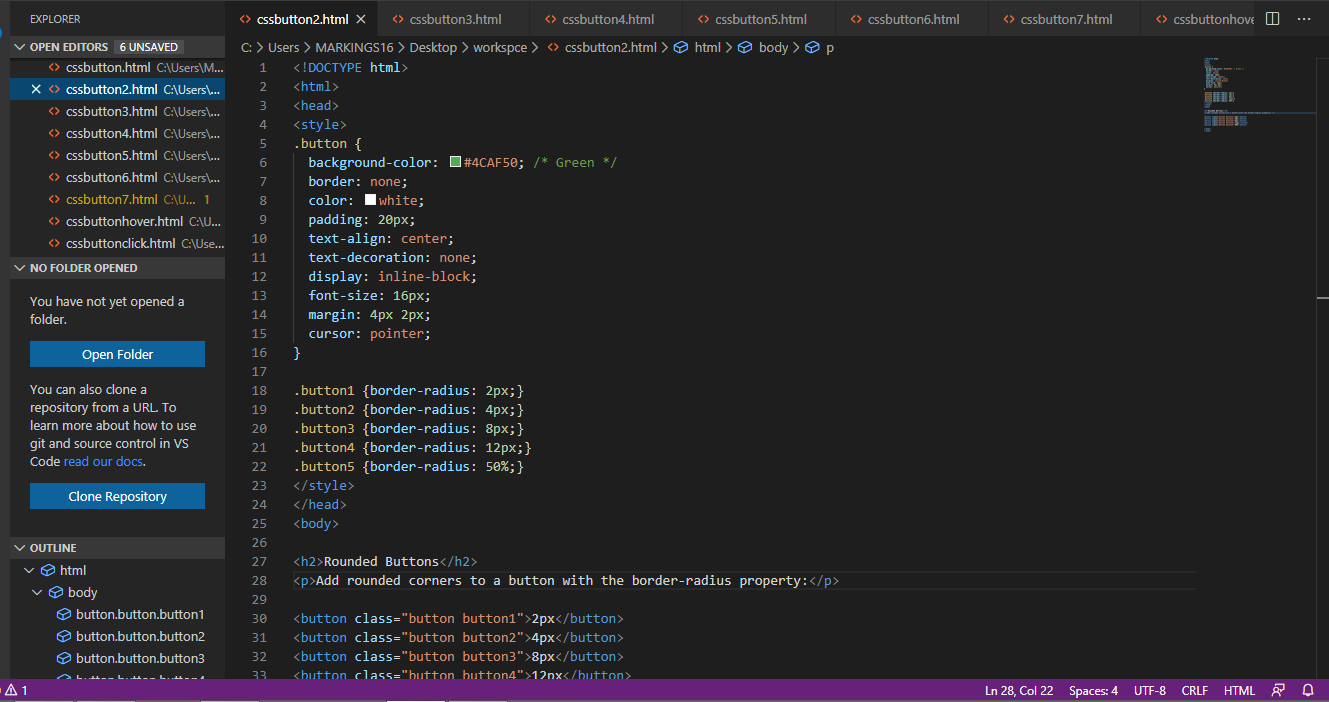 EXPLORER
OPEN EDITORS 6 UNSAVED
cssbutton.html C:\Users\M...
cssbutton2.html C:\Users\...
cssbutton3.html C:\Users\...
cssbutton4.html C:\Users\...
cssbutton5.html C:\Users\...
cssbutton6.html C:\Users\...
cssbutton7.html C:\U... 1
cssbuttonhover.html C:\U...
cssbuttonclick.html C:\Use...
NO FOLDER OPENED
You have not yet opened a
folder.
Open Folder
You can also clone a
repository from a URL. To
learn more about how to use
git and source control in VS
Code read our docs.
Clone Repository
OUTLINE
html
body
button.button.button1
button.button.button2
button.button.button3
cssbutton2.html cssbutton3.html cssbutton4.html cssbutton5.html cssbutton6.html cssbutton7.html cssbuttonhove
C: > Users > MARKINGS16 > Desktop > workspce > cssbutton2.html > html > body > p
1 <!DOCTYPE html>
2 <html>
3 <head>
4 <style>
5 .button {
6 background-color: #4CAF50; /* Green */
7 border: none;
8 color: white;
9 padding: 20px;
10 text-align: center;
11 text-decoration: none;
12 display: inline-block;
13 font-size: 16px;
14 margin: 4px 2px;
15 cursor: pointer;
16 }
17
18 .button1 {border-radius: 2px;}
19 .button2 {border-radius: 4px;}
20 .button3 {border-radius: 8px;}
21 .button4 {border-radius: 12px;}
22 .button5 {border-radius: 50%;}
23 </style>
24 </head>
25 <body>
26
27 <h2>Rounded Buttons</h2>
28 <p>Add rounded corners to a button with the border-radius property:</p>
29
30 <button class="button button1">2px</button>
31 <button class="button button2">4px</button>
32 <button class="button button3">8px</button>
33 <button class="button button4">12px</button>
1 Ln 28, Col 22 Spaces: 4 UTF-8 CRLF HTML